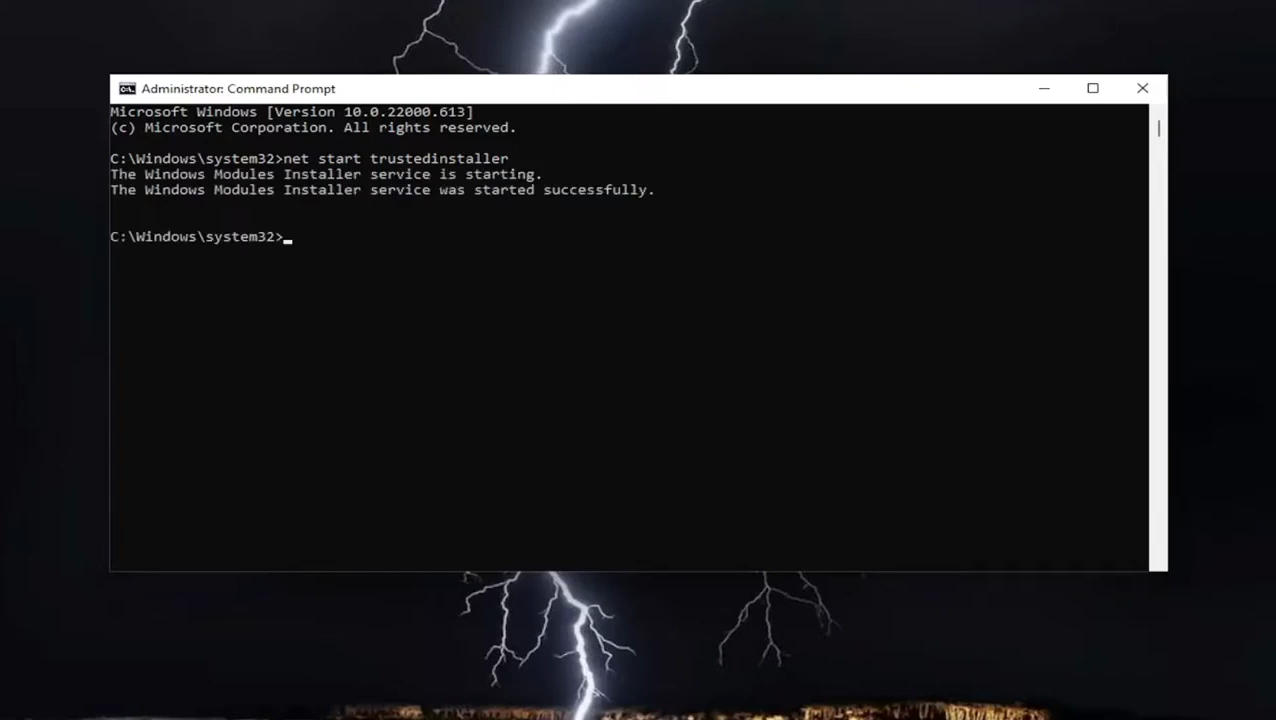 Administrator: Command Prompt
Microsoft Windows [Version 10.0.22000.613]
(c) Microsoft Corporation. All rights reserved.
C:\Windows\system32>net start trustedinstaller
The Windows Modules Installer service is starting.
The Windows Modules Installer service was started successfully.
C:\Windows\system32>